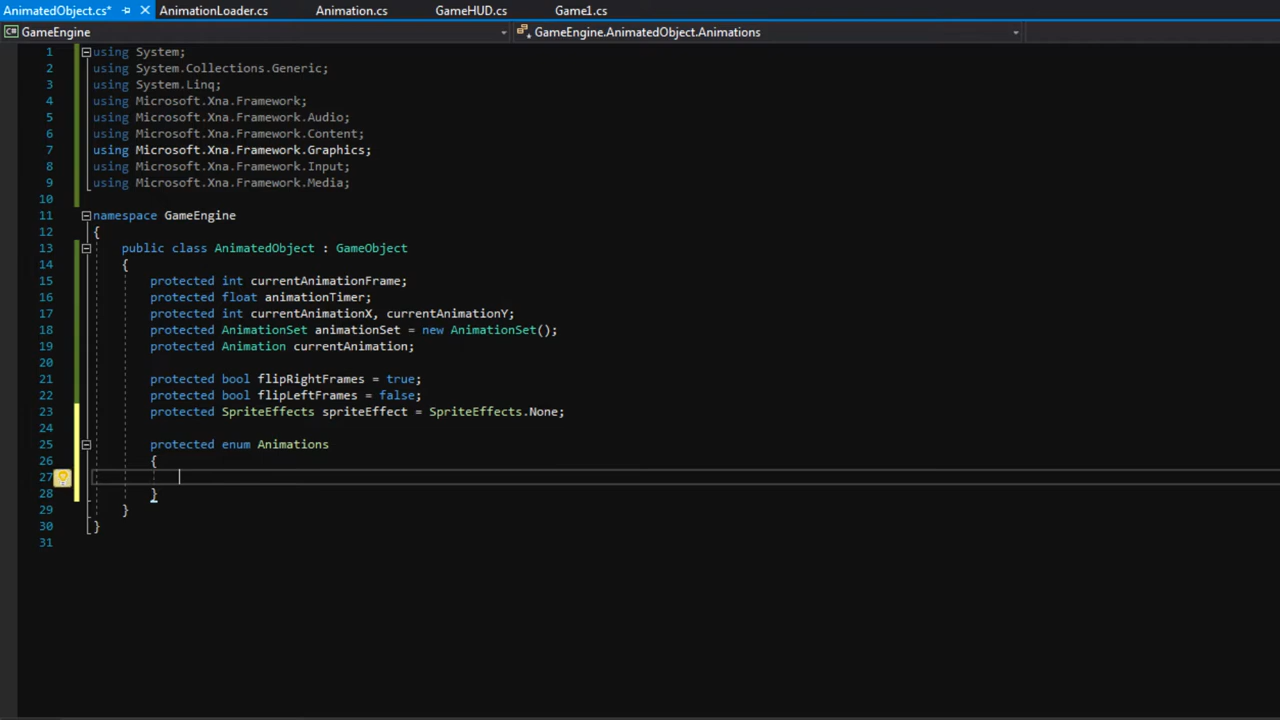 AnimatedObject.cs* AnimationLoader.cs Animation.cs GameHUD.cs Game1.cs
C# GameEngine GameEngine.AnimatedObject.Animations
1 using System;
2 using System.Collections.Generic;
3 using System.Linq;
4 using Microsoft.Xna.Framework;
5 using Microsoft.Xna.Framework.Audio;
6 using Microsoft.Xna.Framework.Content;
7 using Microsoft.Xna.Framework.Graphics;
8 using Microsoft.Xna.Framework.Input;
9 using Microsoft.Xna.Framework.Media;
10
11 namespace GameEngine
12 {
13 public class AnimatedObject : GameObject
14 {
15 protected int currentAnimationFrame;
16 protected float animationTimer;
17 protected int currentAnimationX, currentAnimationY;
18 protected AnimationSet animationSet = new AnimationSet();
19 protected Animation currentAnimation;
20
21 protected bool flipRightFrames = true;
22 protected bool flipLeftFrames = false;
23 protected SpriteEffects spriteEffect = SpriteEffects.None;
24
25 protected enum Animations
26 {
27
28 }
29 }
30 }
31